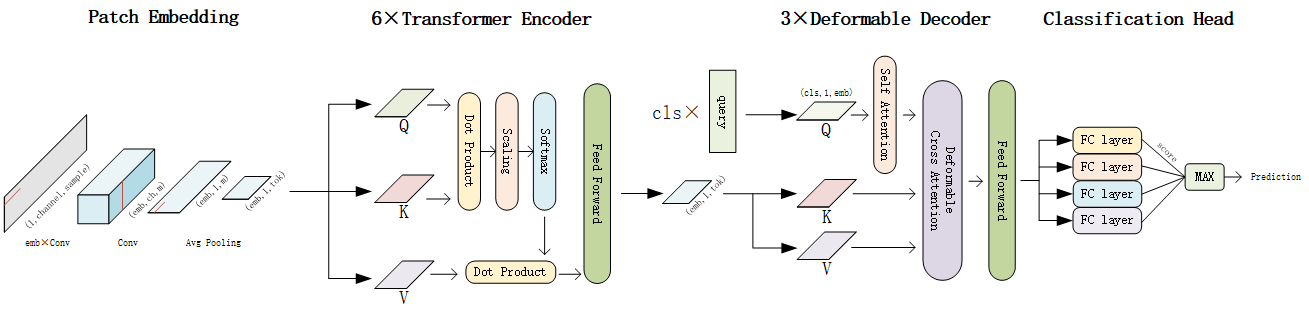 Patch Embedding
6×Transformer Encoder
3×Deformable Decoder
Classification Head
(1, channel, sample)
(emb, ch, m)
(emb, 1, m)
(emb, 1, tok)
emb×Conv
Conv
Avg Pooling
Q
K
V
Dot Product
Scaling
Softmax
Dot Product
Feed Forward
(emb, 1, tok)
cls×
query
(cls, 1, emb)
Q
K
V
Self Attention
Deformable
Cross Attention
Feed Forward
FC layer
FC layer
FC layer
FC layer
score
MAX
Prediction